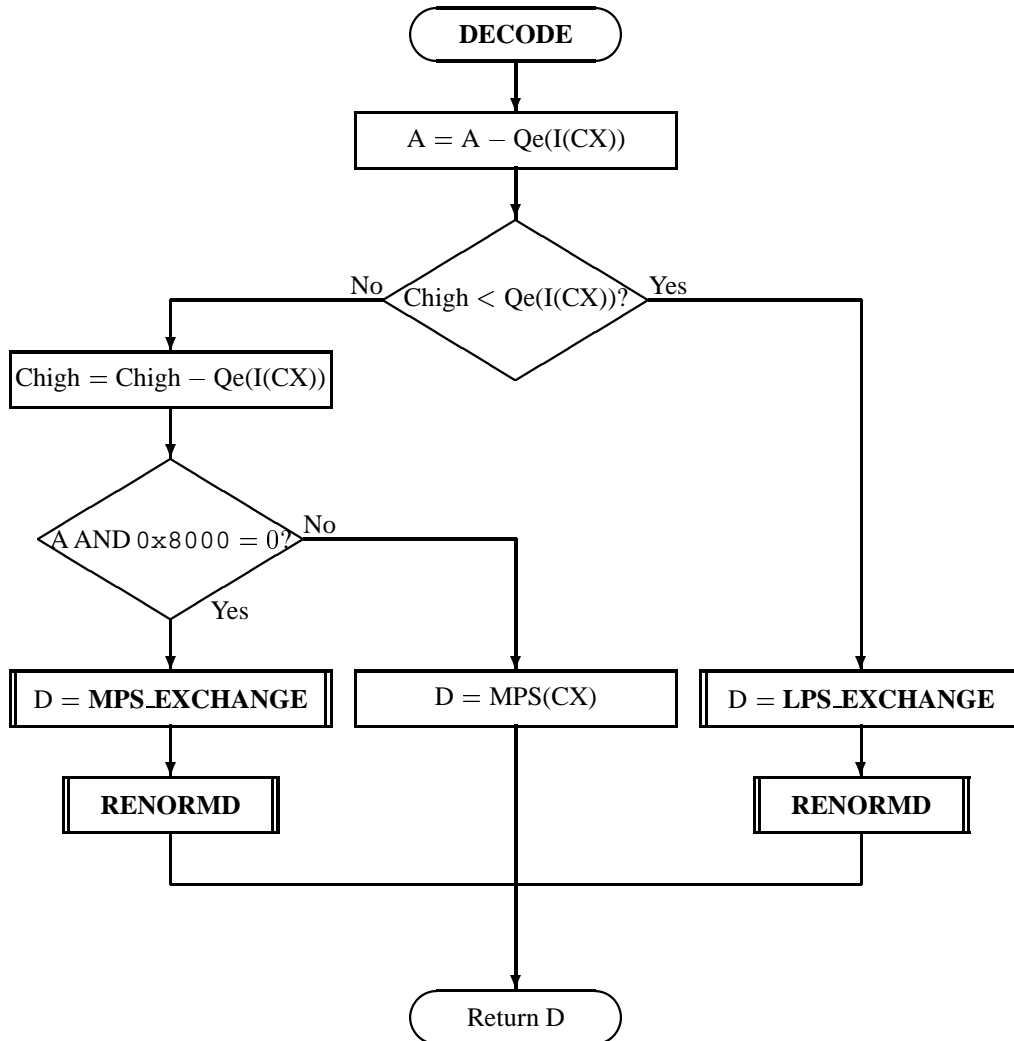 DECODE
A = A − Qe(I(CX))
No
Chigh < Qe(I(CX))?
Yes
Chigh = Chigh − Qe(I(CX))
A AND 0x8000 = 0?
No
Yes
D = MPS_EXCHANGE
D = MPS(CX)
D = LPS_EXCHANGE
RENORMD
RENORMD
Return D